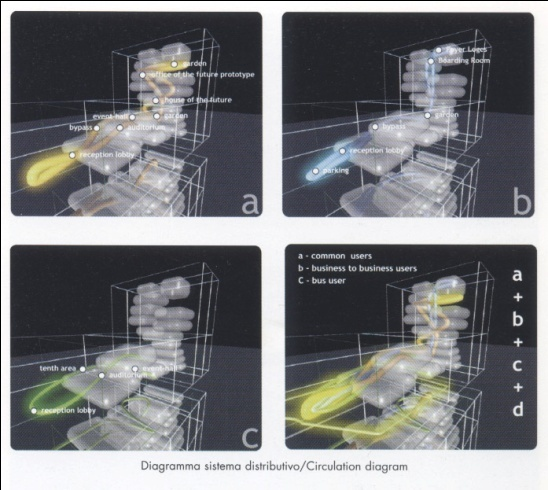 garden
office of the future prototype
house of the future
event hall
garden
bypass
auditorium
reception lobby
a
Boarding Room
garden
bypass
reception lobby
parking
b
tenth area
event hall
auditorium
reception lobby
c
a - common users
b - business to business users
C - bus user
a
+
b
+
c
+
d
Diagramma sistema distributivo/Circulation diagram